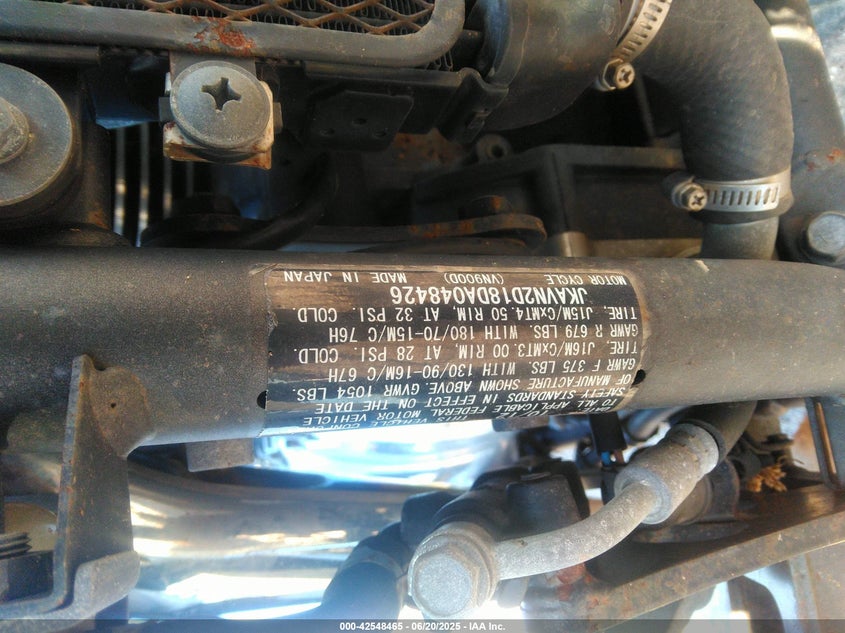 THIS VEHICLE CONF
TO ALL APPLICABLE FEDERAL MOTOR VEHICLE
SAFETY STANDARDS IN EFFECT ON THE DATE
OF MANUFACTURE SHOWN ABOVE. GVWR 1054 LBS.
GAWR F 375 LBS. WITH 130/90-16M/C 67H
TIRE, J16M/CxMT3.00 RIM, AT 28 PSI. COLD.
GAWR R 679 LBS. WITH 180/70-15M/C 76H
TIRE, J15M/CxMT4.50 RIM, AT 32 PSI. COLD.
JKAVN2D18DA048426
MOTOR CYCLE (VN900D) MADE IN JAPAN
000-42548465 - 06/20/2025 - IAA Inc.